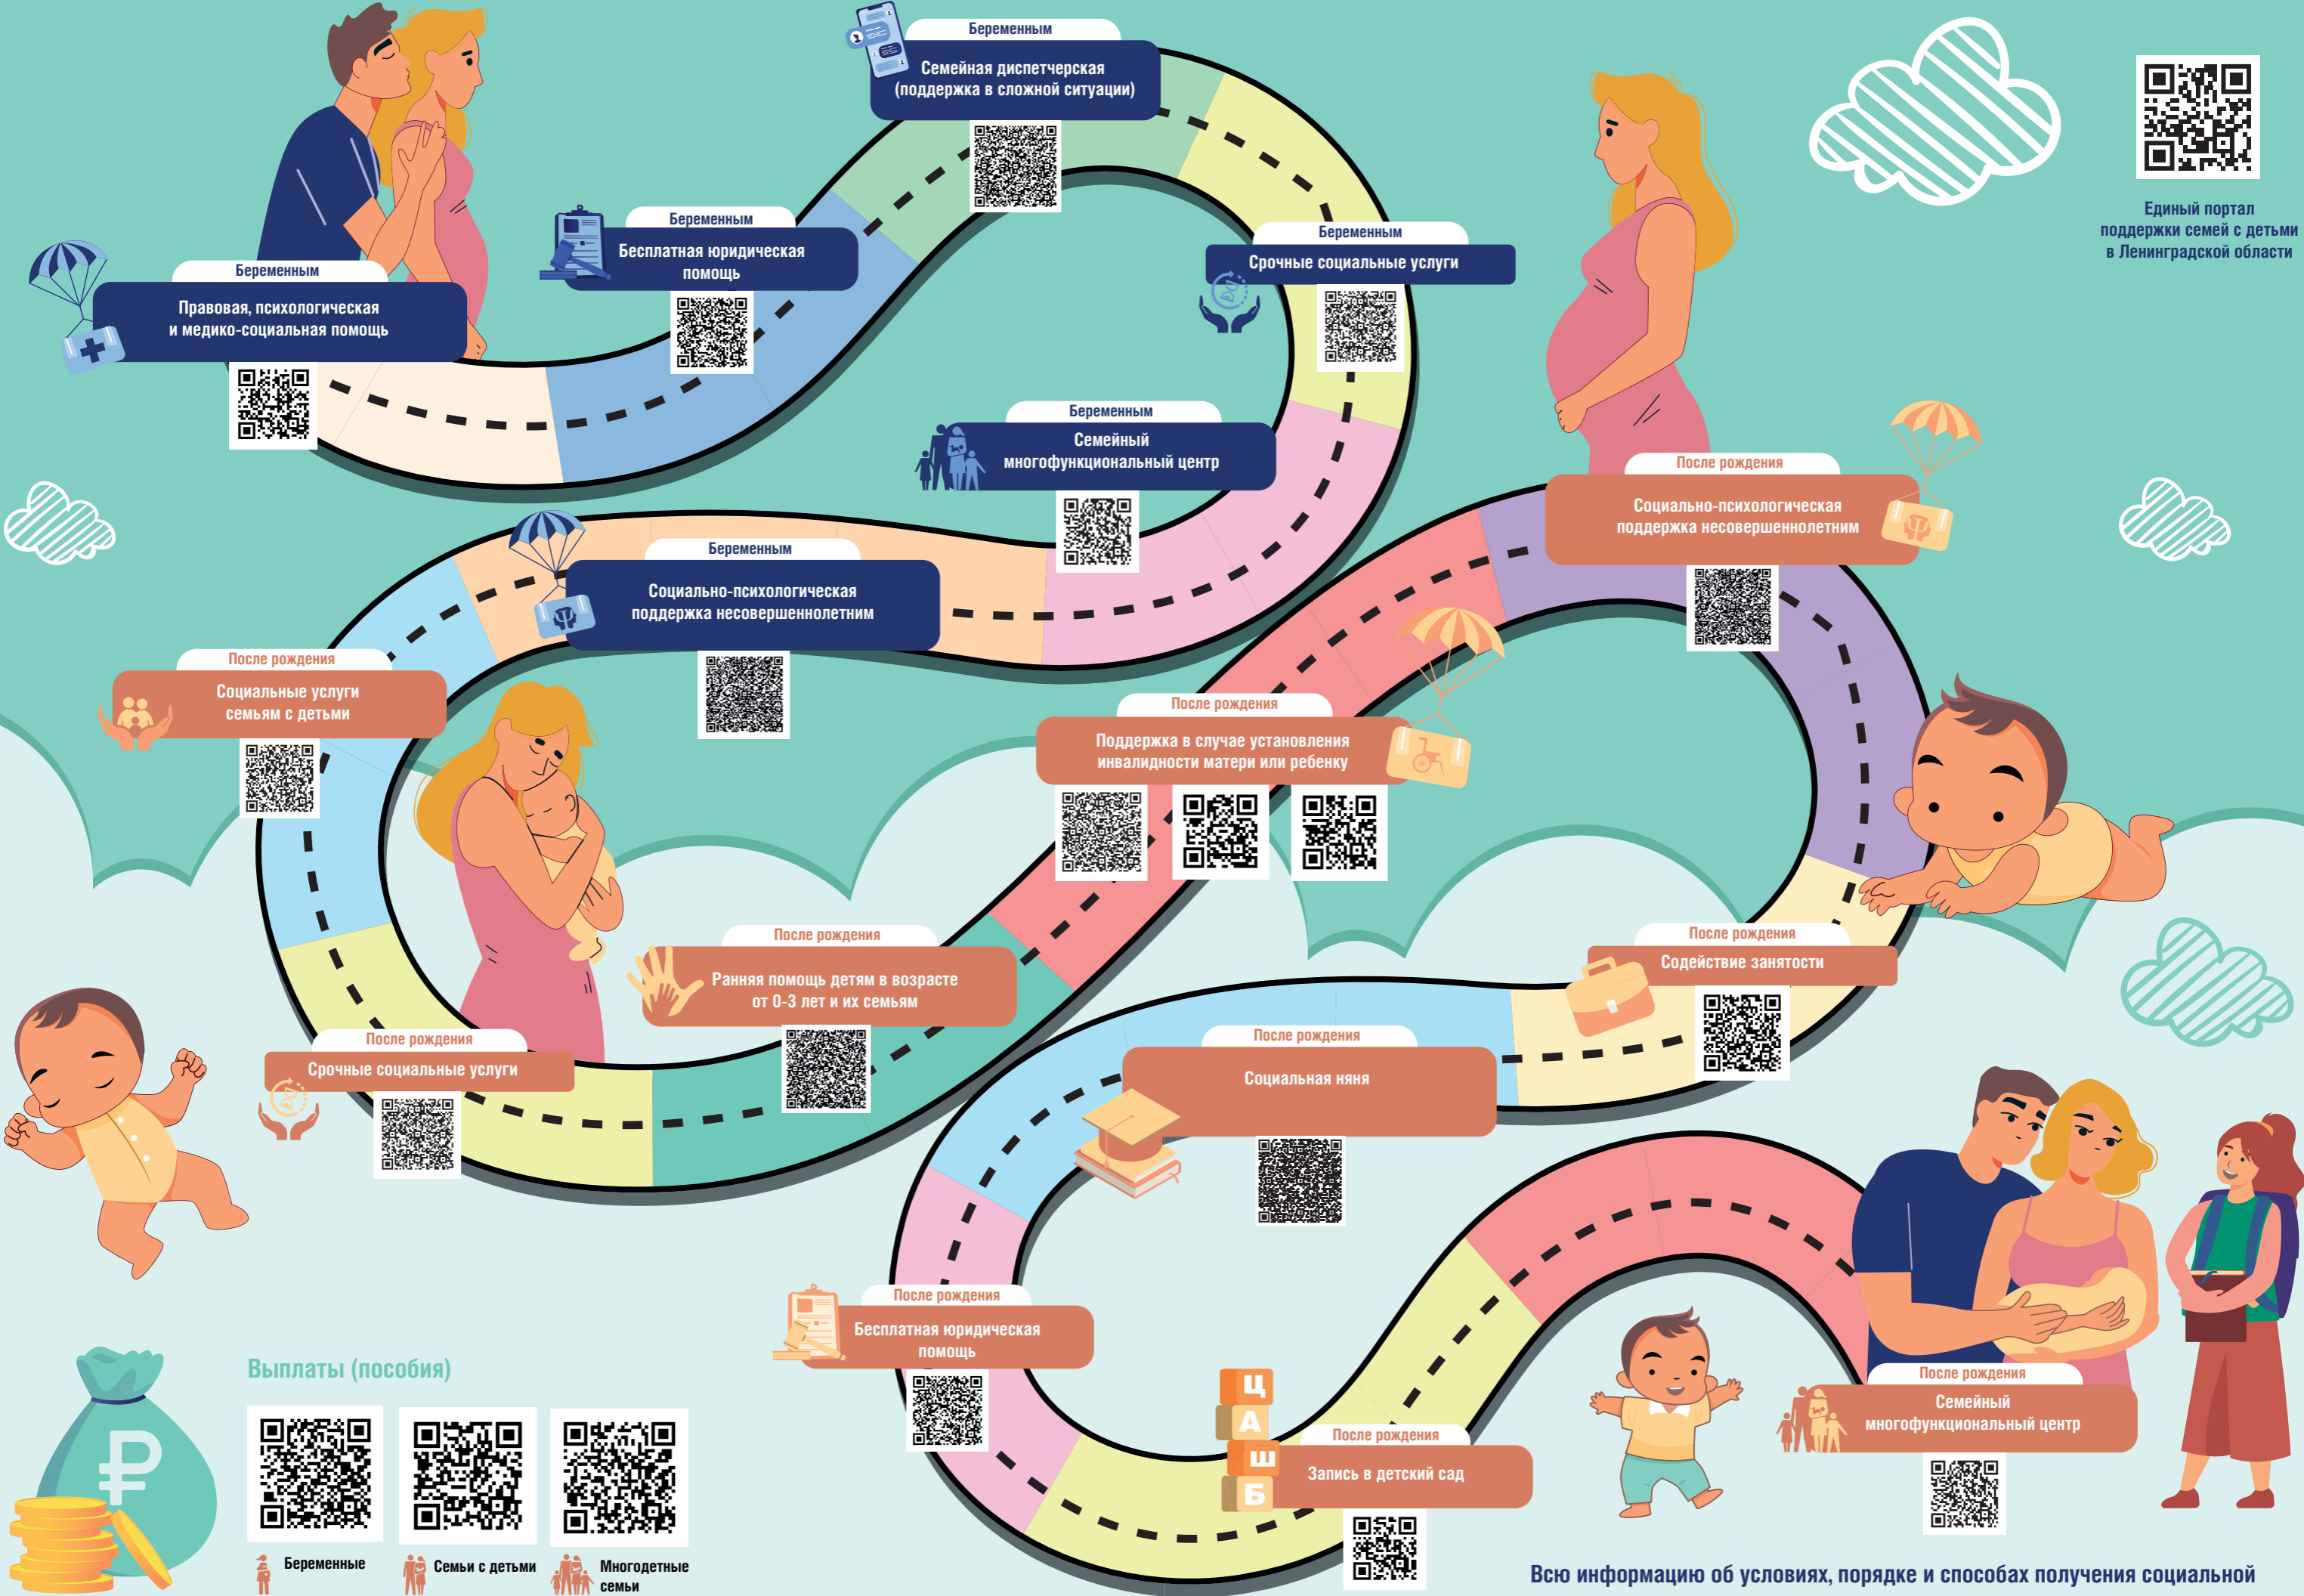 Беременным
Семейная диспетчерская
(поддержка в сложной ситуации)
Единый портал
поддержки семей с детьми
в Ленинградской области
Беременным
Бесплатная юридическая
помощь
Беременным
Срочные социальные услуги
Беременным
Правовая, психологическая
и медико-социальная помощь
Беременным
Семейный
многофункциональный центр
После рождения
Социально-психологическая
поддержка несовершеннолетним
Беременным
Социально-психологическая
поддержка несовершеннолетним
После рождения
Социальные услуги
семьям с детьми
После рождения
Поддержка в случае установления
инвалидности матери или ребенку
После рождения
Ранняя помощь детям в возрасте
от 0-3 лет и их семьям
После рождения
Содействие занятости
После рождения
Срочные социальные услуги
После рождения
Социальная няня
После рождения
Бесплатная юридическая
помощь
Ц
А
Ш
Б
После рождения
Запись в детский сад
После рождения
Семейный
многофункциональный центр
Выплаты (пособия)
₽
Беременные
Семьи с детьми
Многодетные
семьи
Всю информацию об условиях, порядке и способах получения социальной